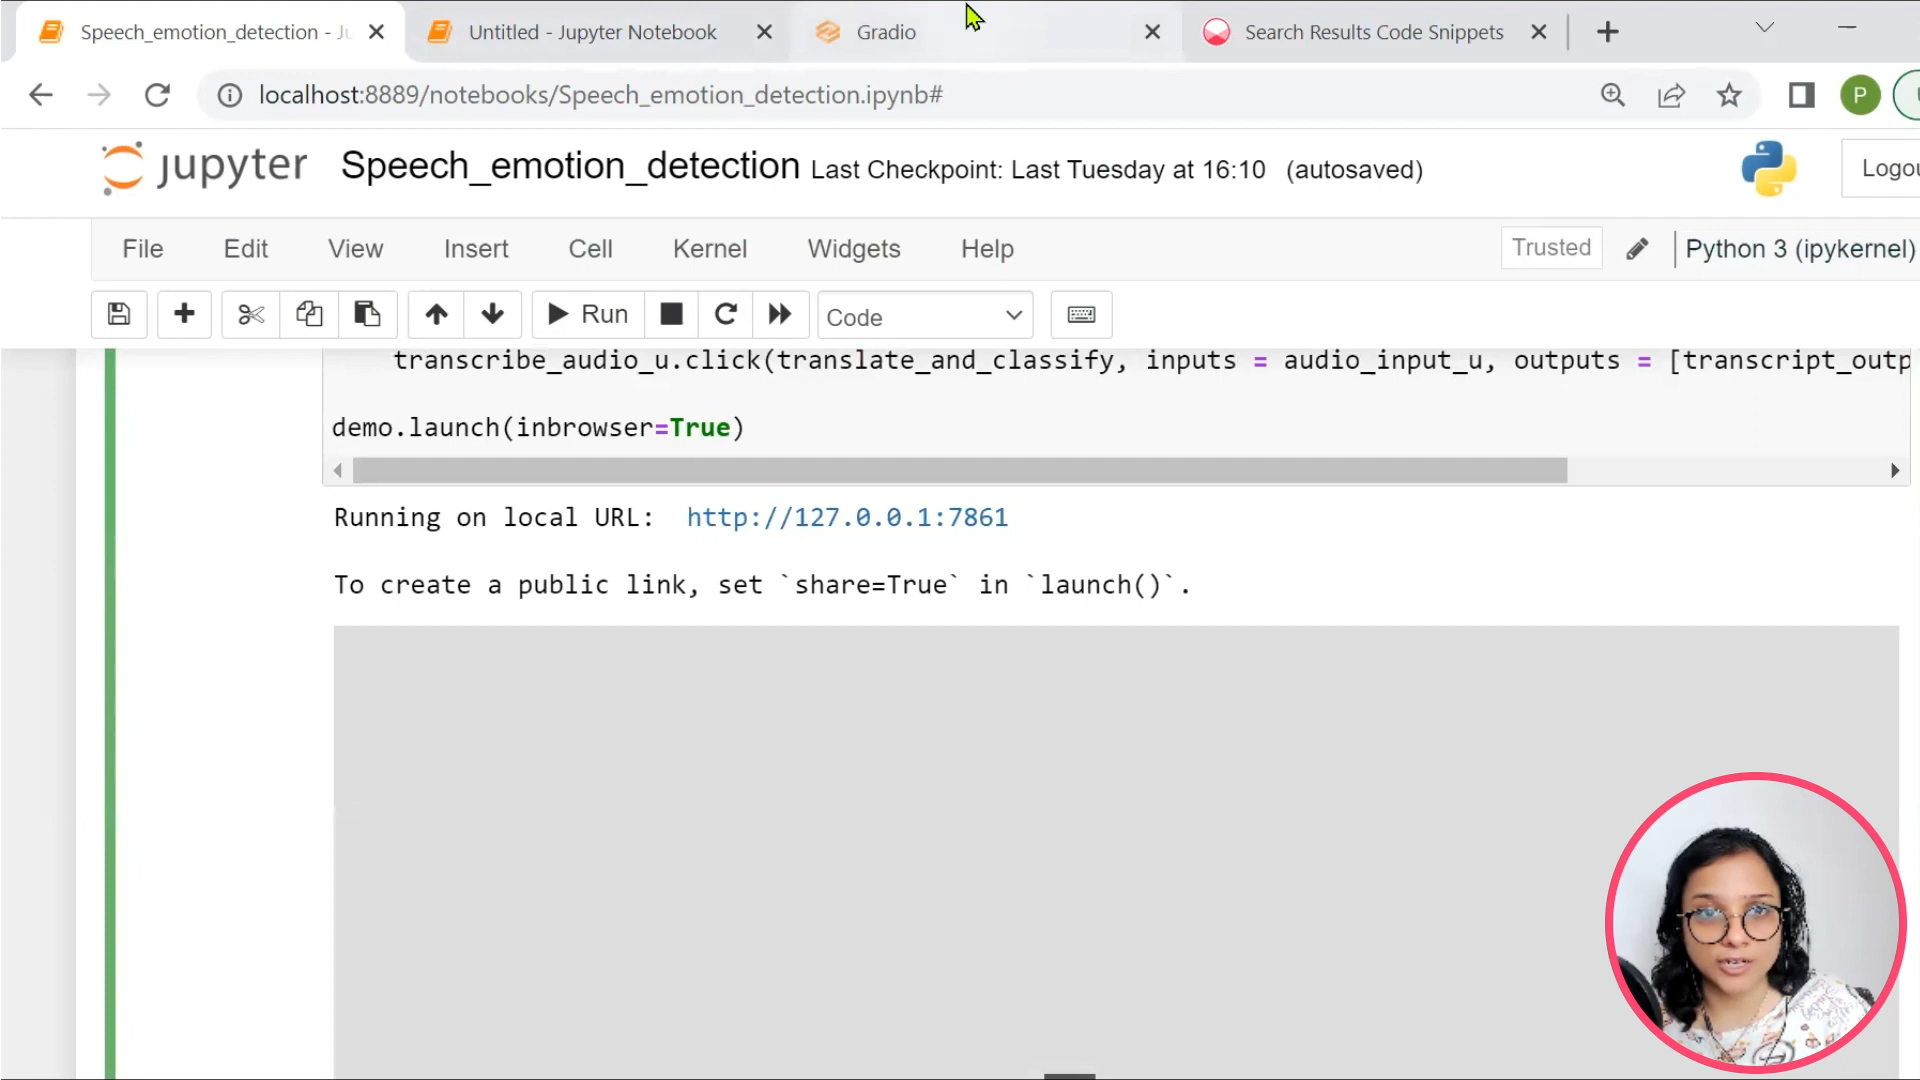 Speech_emotion_detection - Ju
Untitled - Jupyter Notebook
Gradio
Search Results Code Snippets
localhost:8889/notebooks/Speech_emotion_detection.ipynb#
P
jupyter
Speech_emotion_detection Last Checkpoint: Last Tuesday at 16:10 (autosaved)
Logou
File Edit View Insert Cell Kernel Widgets Help
Trusted
Python 3 (ipykernel)
Run
Code
transcribe_audio_u.click(translate_and_classify, inputs = audio_input_u, outputs = [transcript_outp
demo.launch(inbrowser=True)
Running on local URL: http://127.0.0.1:7861
To create a public link, set `share=True` in `launch()`.